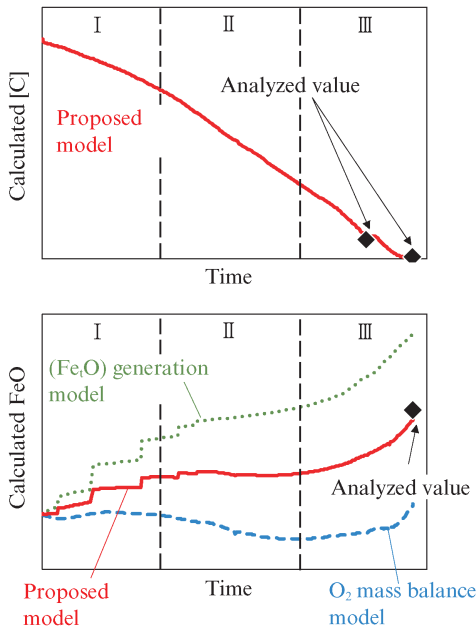 I II III
Analyzed value
Proposed
model
Calculated [C]
Time
I II III
(FetO) generation
model
Calculated FeO
Analyzed value
Time
Proposed
model
O2 mass balance
model